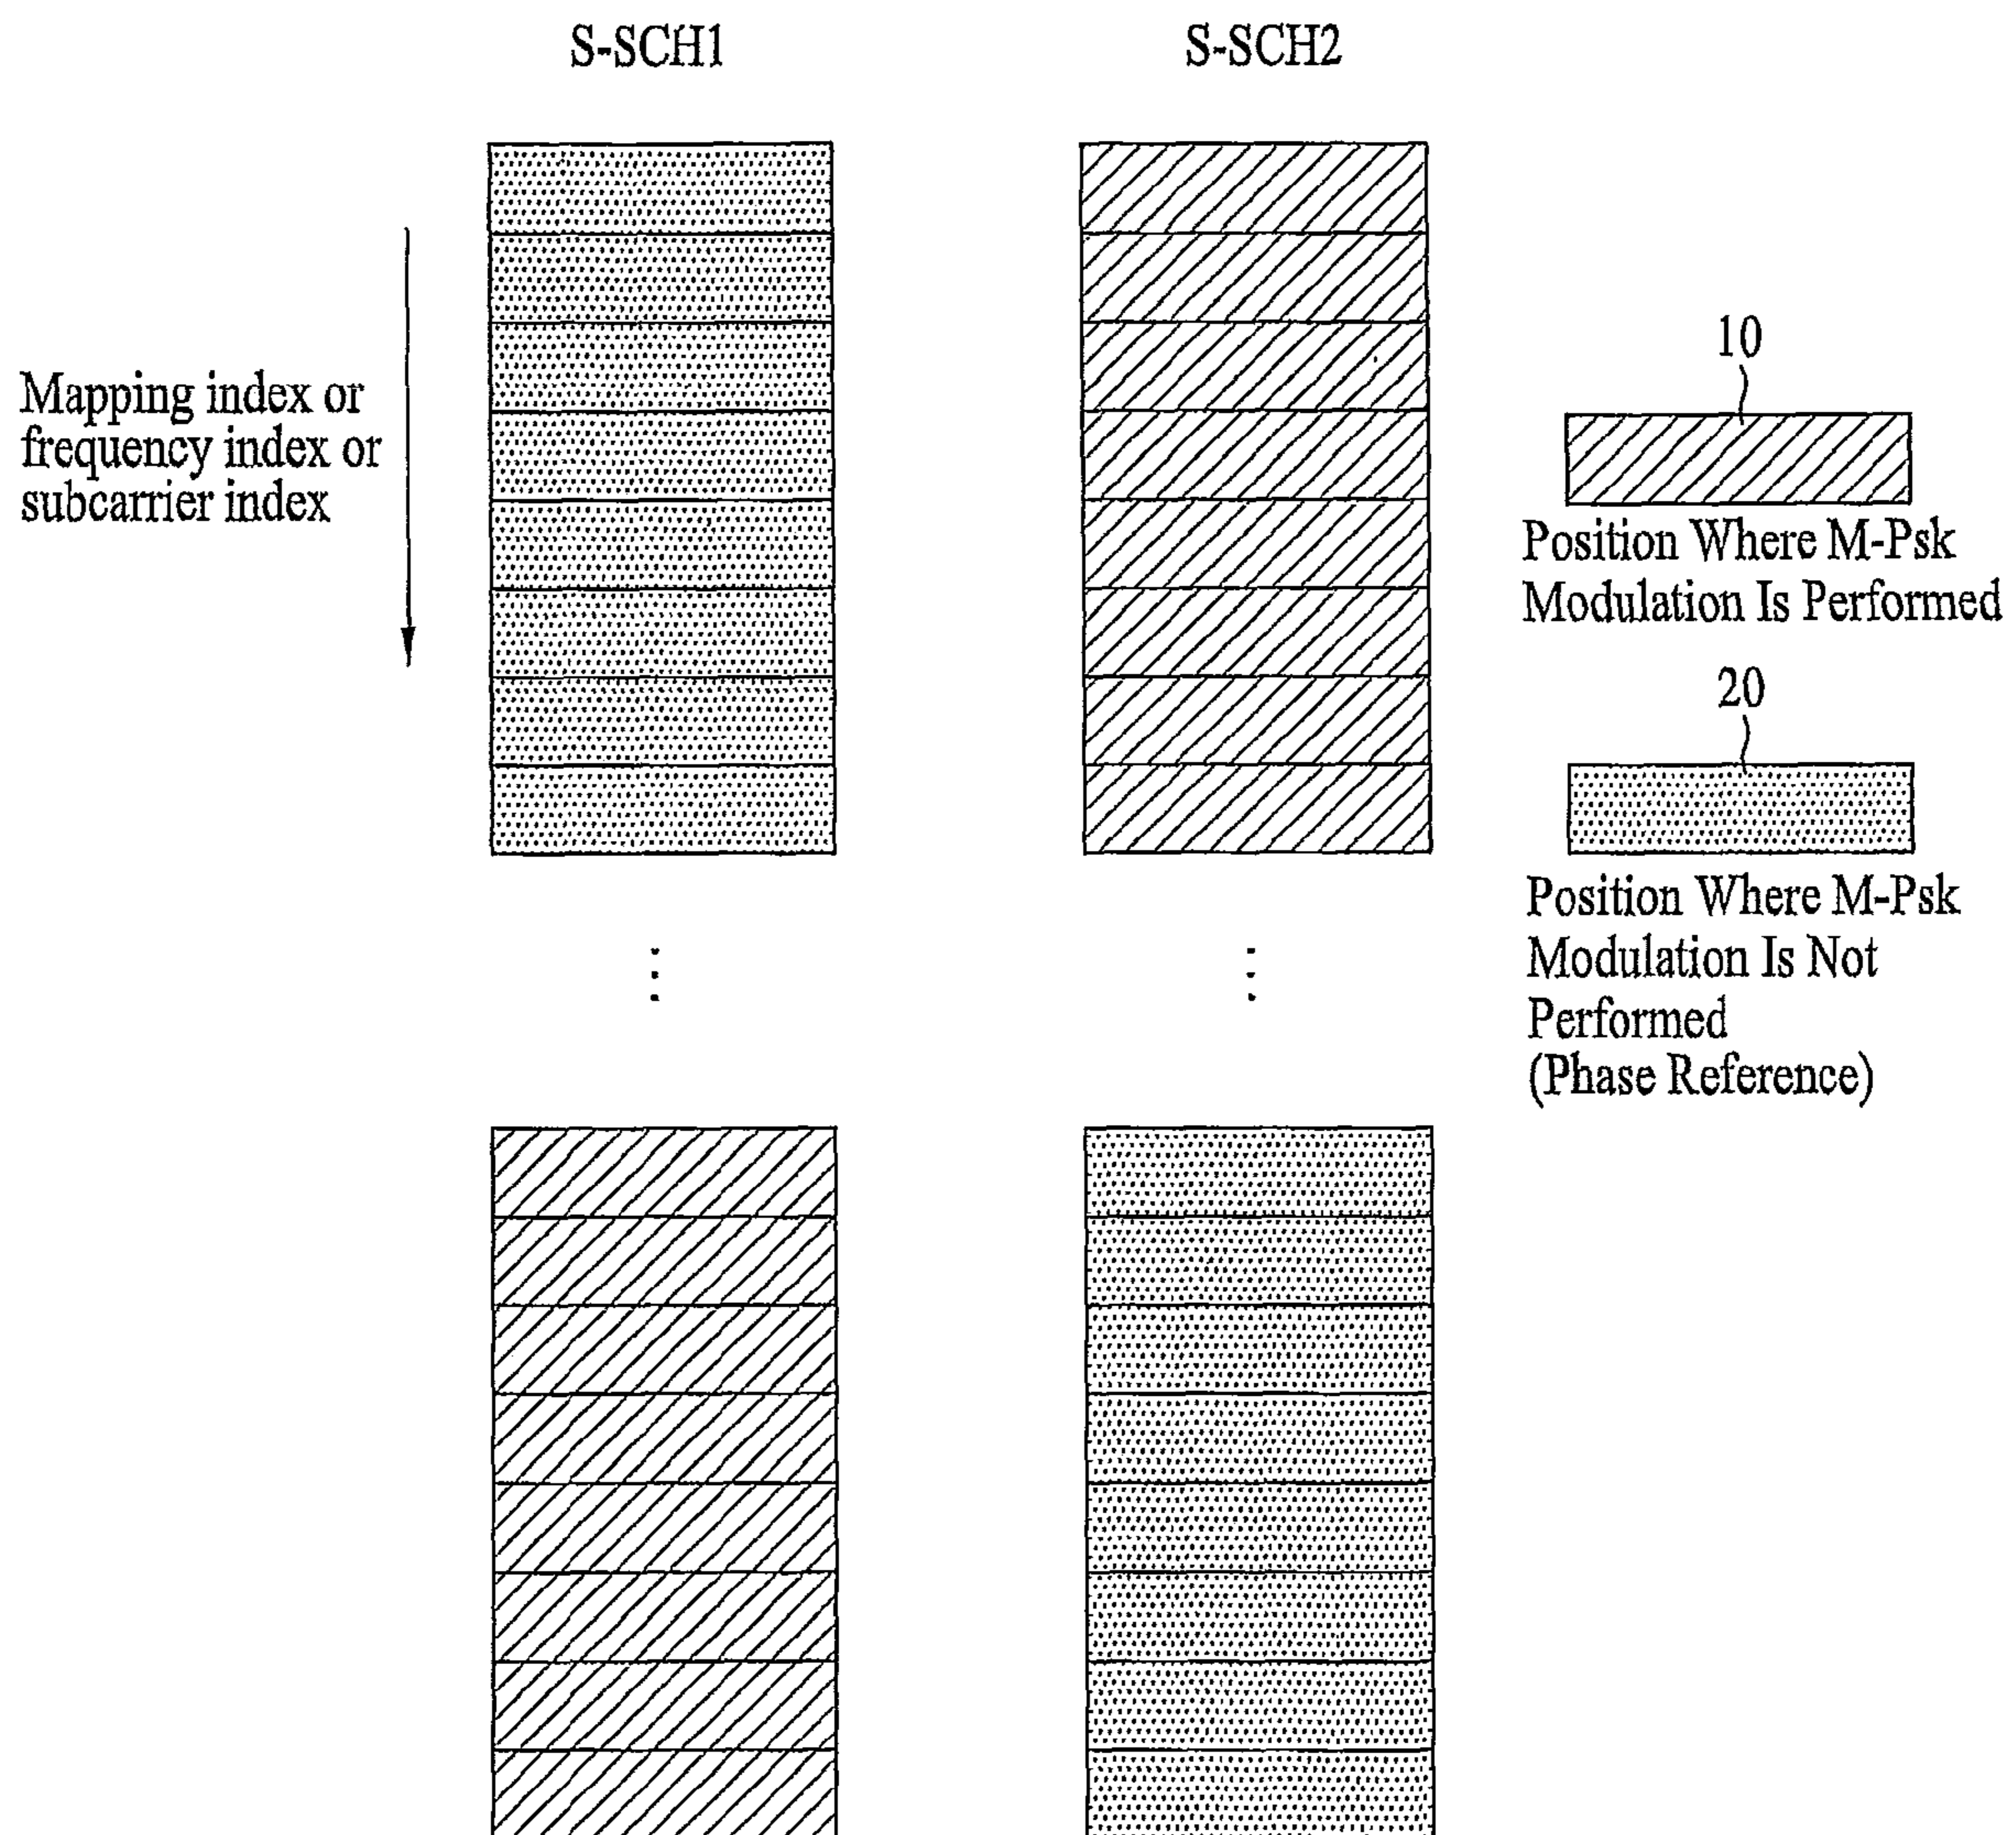 S-SCH1
S-SCH2
Mapping index or
frequency index or
subcarrier index
10
Position Where M-Psk
Modulation Is Performed
20
Position Where M-Psk
Modulation Is Not
Performed
(Phase Reference)